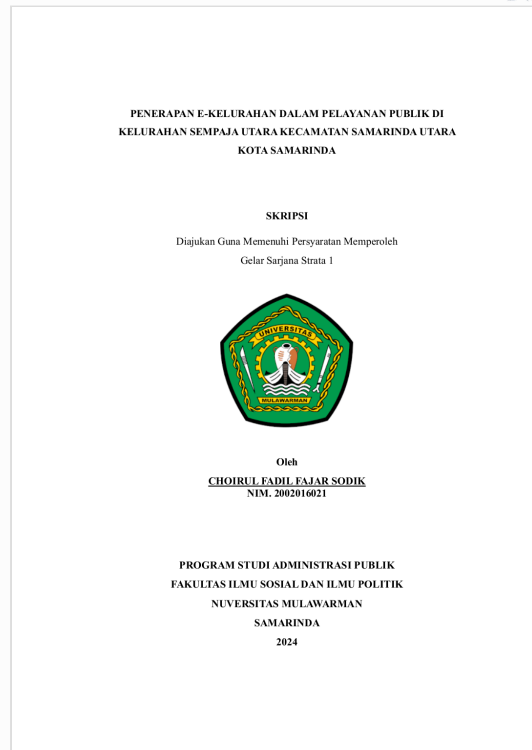 PENERAPAN E-KELURAHAN DALAM PELAYANAN PUBLIK DI
KELURAHAN SEMPAJA UTARA KECAMATAN SAMARINDA UTARA
KOTA SAMARINDA
SKRIPSI
Diajukan Guna Memenuhi Persyaratan Memperoleh
Gelar Sarjana Strata 1
UNIVERSITAS
MULAWARMAN
Oleh
CHOIRUL FADIL FAJAR SODIK
NIM. 2002016021
PROGRAM STUDI ADMINISTRASI PUBLIK
FAKULTAS ILMU SOSIAL DAN ILMU POLITIK
NUVERSITAS MULAWARMAN
SAMARINDA
2024